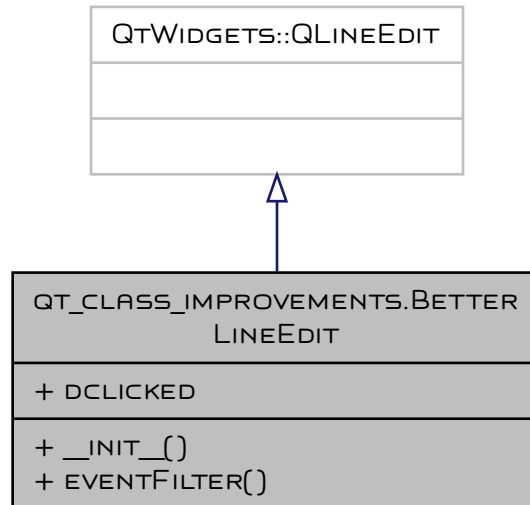 QtWidgets::QLineEdit
qt_class_improvements.Better
LineEdit
+ dclicked
+ __init__()
+ eventFilter()